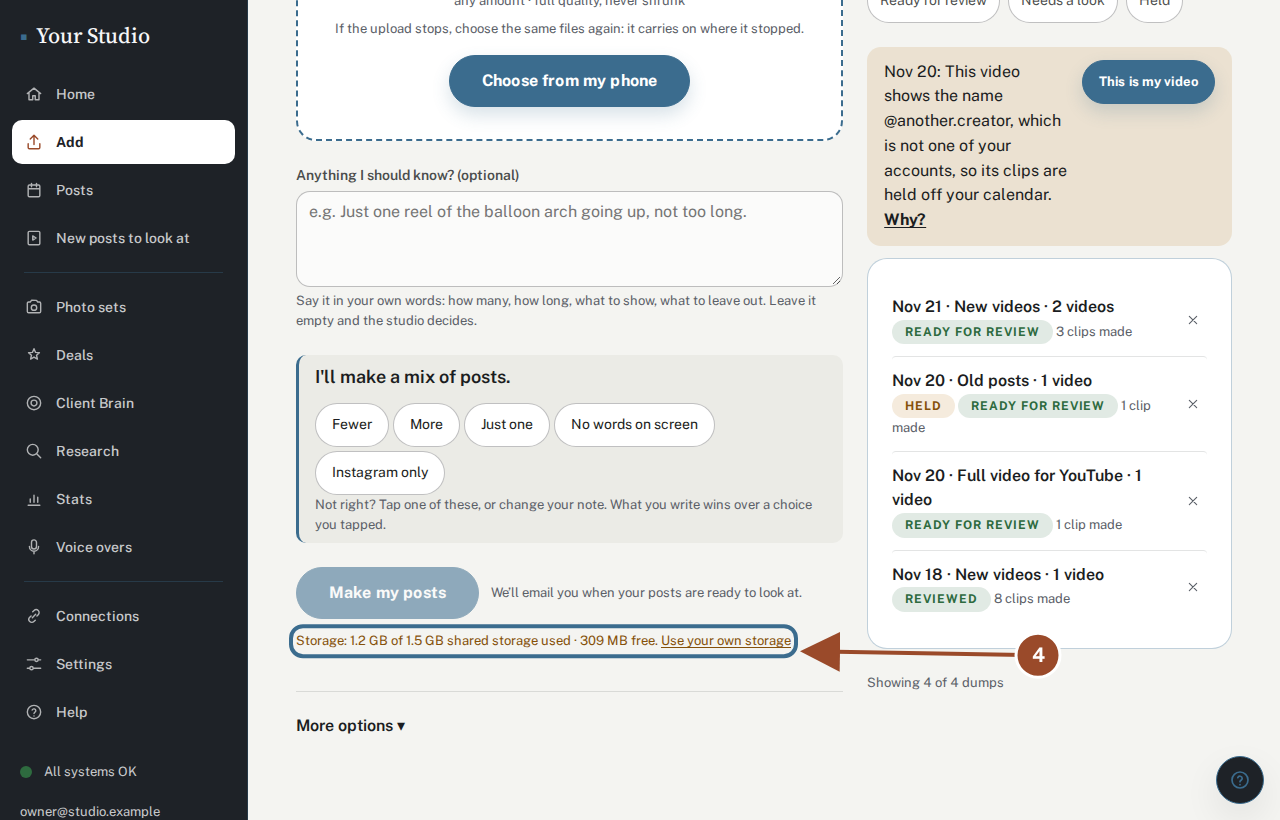 Your Studio
Home
Add
Posts
New posts to look at
Photo sets
Deals
Client Brain
Research
Stats
Voice overs
Connections
Settings
Help
All systems OK
owner@studio.example
any amount · full quality, never shrunk
If the upload stops, choose the same files again: it carries on where it stopped.
Choose from my phone
Anything I should know? (optional)
e.g. Just one reel of the balloon arch going up, not too long.
Say it in your own words: how many, how long, what to show, what to leave out. Leave it
empty and the studio decides.
I'll make a mix of posts.
Fewer
More
Just one
No words on screen
Instagram only
Not right? Tap one of these, or change your note. What you write wins over a choice
you tapped.
Make my posts
We'll email you when your posts are ready to look at.
Storage: 1.2 GB of 1.5 GB shared storage used · 309 MB free. Use your own storage
4
More options ▾
Ready for review
Needs a look
Held
Nov 20: This video
shows the name
@another.creator, which
is not one of your
accounts, so its clips are
held off your calendar.
Why?
This is my video
Nov 21 · New videos · 2 videos
READY FOR REVIEW 3 clips made
Nov 20 · Old posts · 1 video
HELD READY FOR REVIEW 1 clip
made
Nov 20 · Full video for YouTube · 1
video
READY FOR REVIEW 1 clip made
Nov 18 · New videos · 1 video
REVIEWED 8 clips made
Showing 4 of 4 dumps